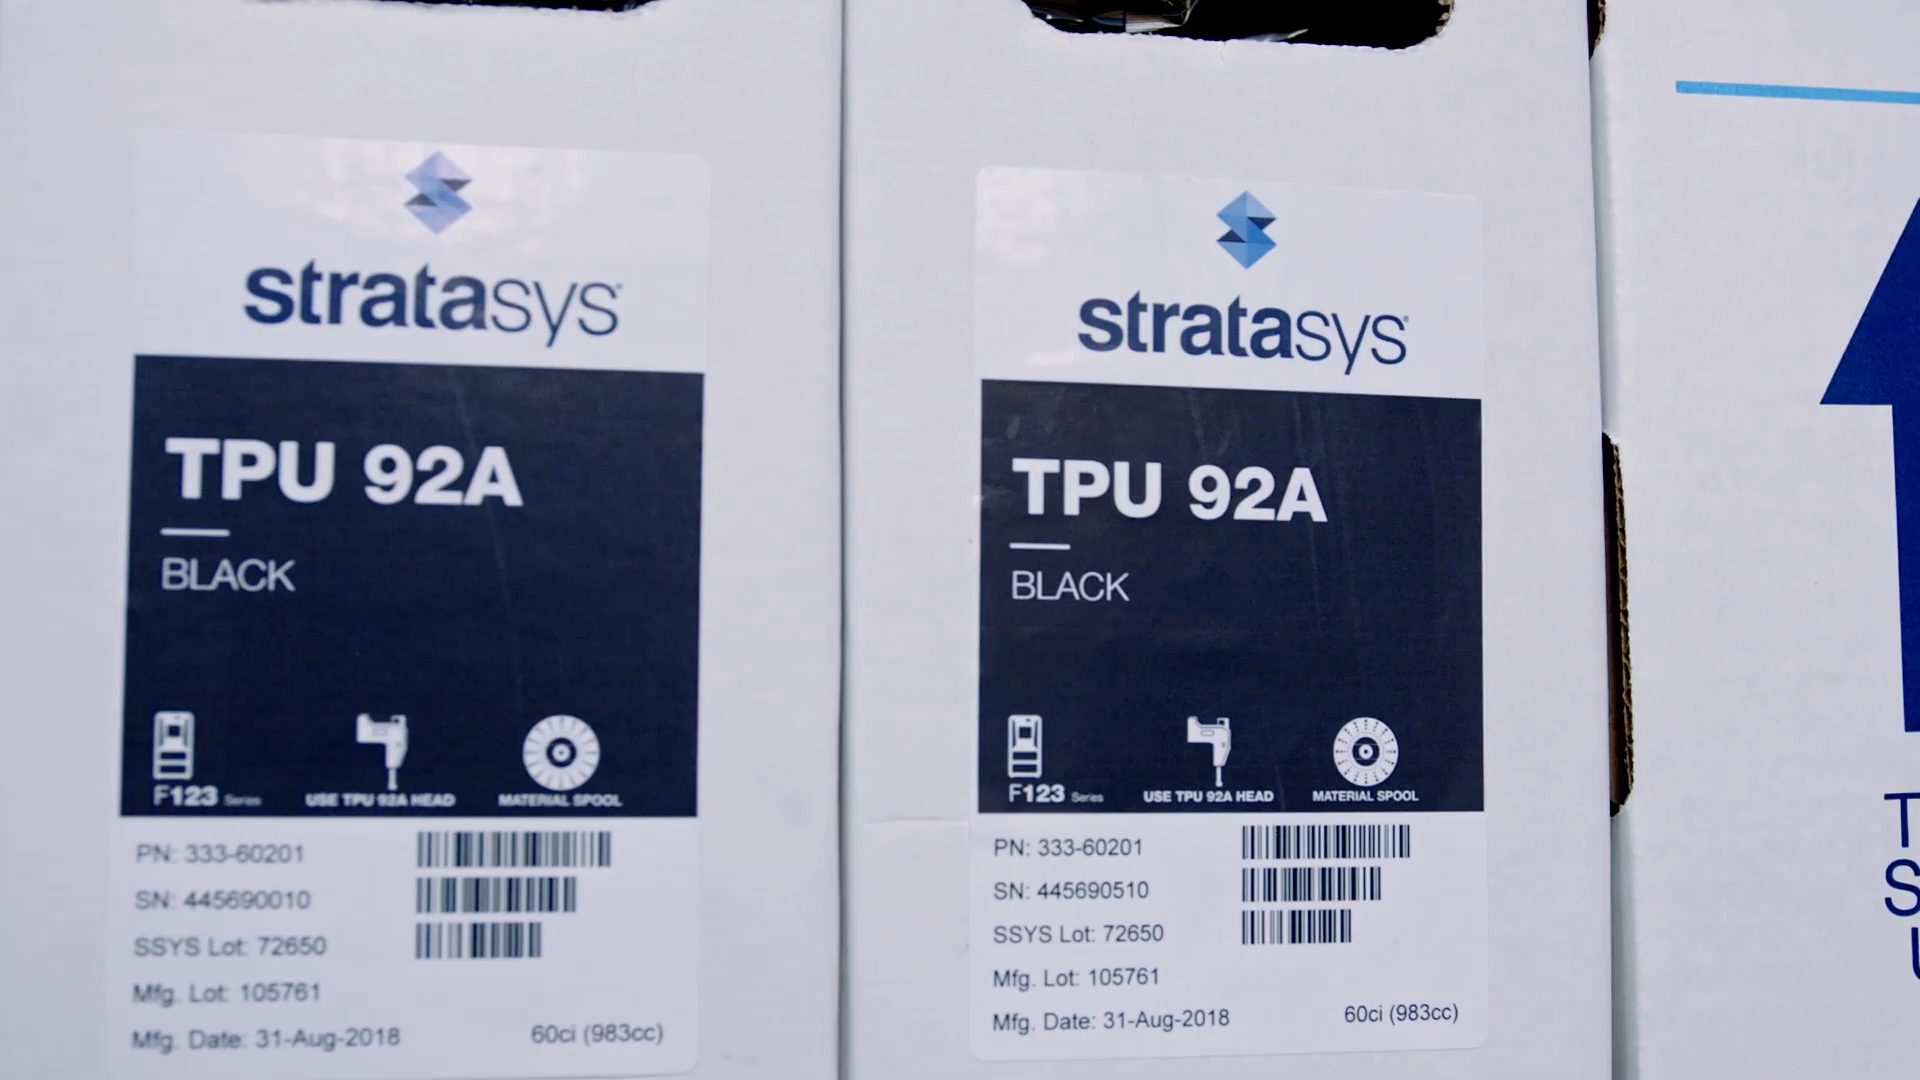 stratasys
TPU 92A
BLACK
F123 Series
USE TPU 92A HEAD
MATERIAL SPOOL
PN: 333-60201
SN: 445690010
SSYS Lot: 72650
Mfg. Lot: 105761
Mfg. Date: 31-Aug-2018
60ci (983cc)
stratasys
TPU 92A
BLACK
F123 Series
USE TPU 92A HEAD
MATERIAL SPOOL
PN: 333-60201
SN: 445690510
SSYS Lot: 72650
Mfg. Lot: 105761
Mfg. Date: 31-Aug-2018
60ci (983cc)